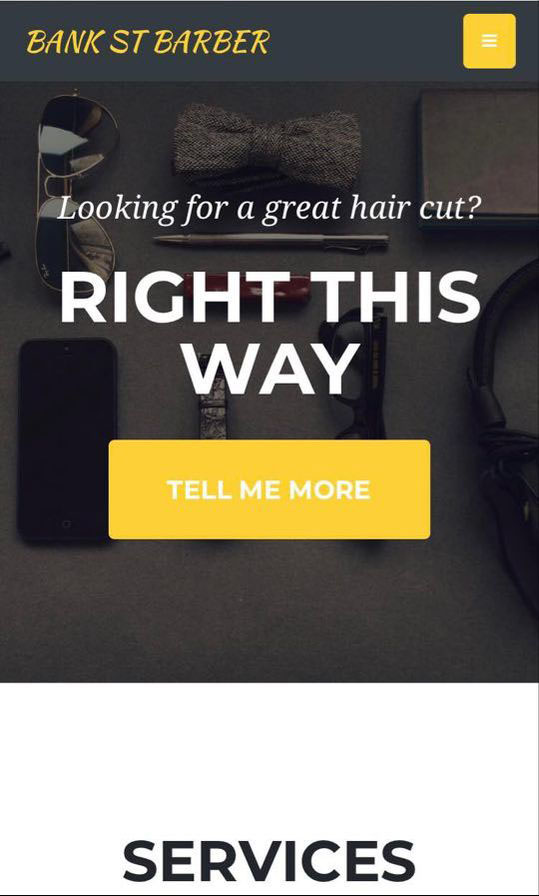 BANK ST BARBER
Looking for a great hair cut?
RIGHT THIS
WAY
TELL ME MORE
SERVICES